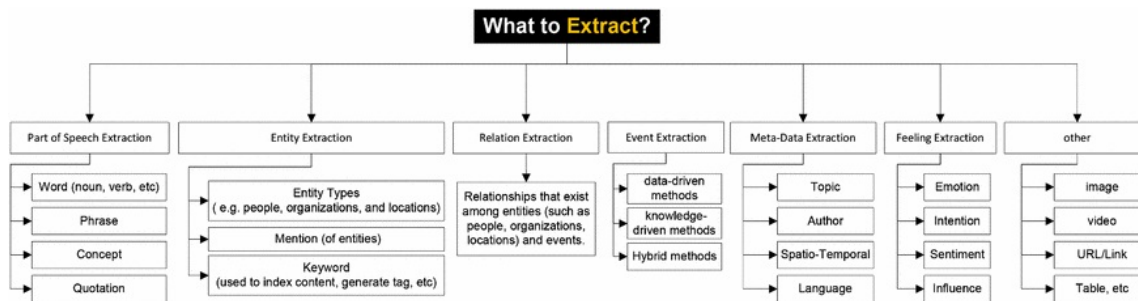 What to Extract?
Part of Speech Extraction
Word (noun, verb, etc)
Phrase
Concept
Quotation
Entity Extraction
Entity Types
( e.g. people, organizations, and locations)
Mention (of entities)
Keyword
(used to index content, generate tag, etc)
Relation Extraction
Relationships that exist
among entities (such as
people, organizations,
locations) and events.
Event Extraction
data-driven
methods
knowledge-
driven methods
Hybrid methods
Meta-Data Extraction
Topic
Author
Spatio-Temporal
Language
Feeling Extraction
Emotion
Intention
Sentiment
Influence
other
image
video
URL/Link
Table, etc